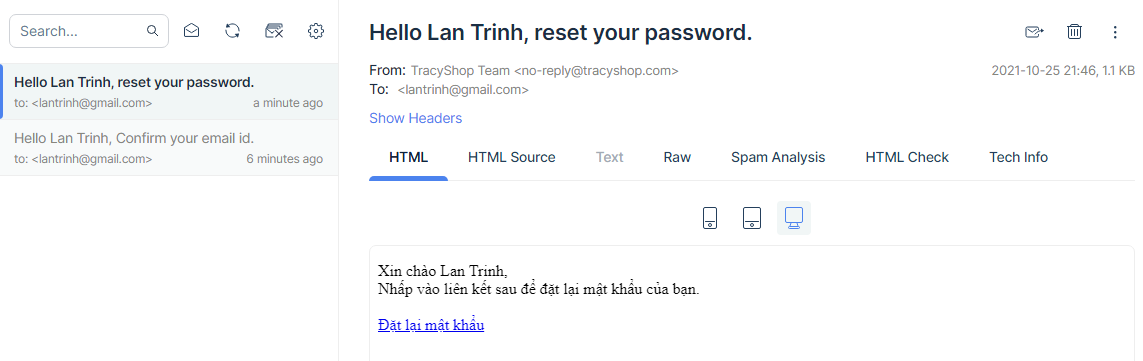 Search...
Hello Lan Trinh, reset your password.
to: <lantrinh@gmail.com> a minute ago
Hello Lan Trinh, Confirm your email id.
to: <lantrinh@gmail.com> 6 minutes ago
Hello Lan Trinh, reset your password.
From: TracyShop Team <no-reply@tracyshop.com> 2021-10-25 21:46, 1.1 KB
To: <lantrinh@gmail.com>
Show Headers
HTML HTML Source Text Raw Spam Analysis HTML Check Tech Info
Xin chào Lan Trinh,
Nhấp vào liên kết sau để đặt lại mật khẩu của bạn.
Đặt lại mật khẩu